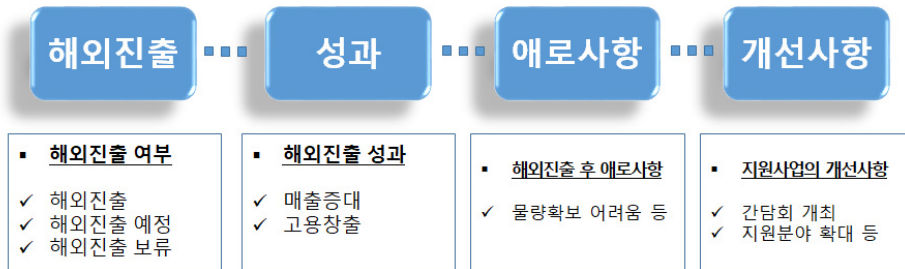 해외진출
성과
애로사항
개선사항
▪ 해외진출 여부
✓ 해외진출
✓ 해외진출 예정
✓ 해외진출 보류
▪ 해외진출 성과
✓ 매출증대
✓ 고용창출
▪ 해외진출 후 애로사항
✓ 물량확보 어려움 등
▪ 지원사업의 개선사항
✓ 간담회 개최
✓ 지원분야 확대 등